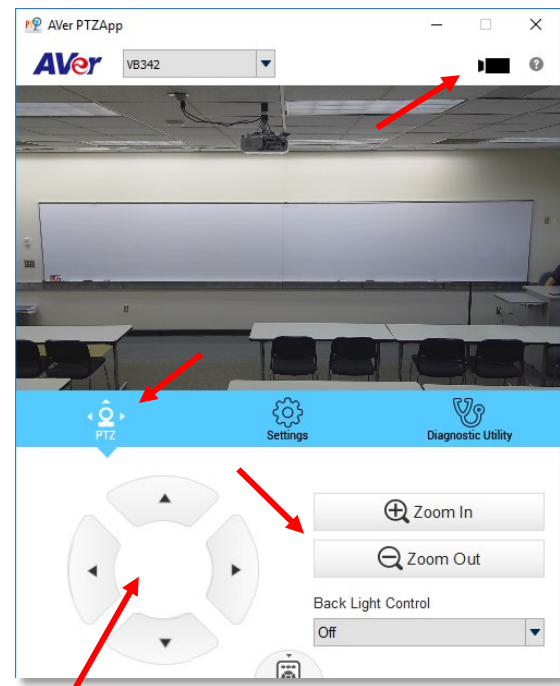 AVer PTZApp
AVer VB342
PTZ Settings Diagnostic Utility
Zoom In
Zoom Out
Back Light Control
Off